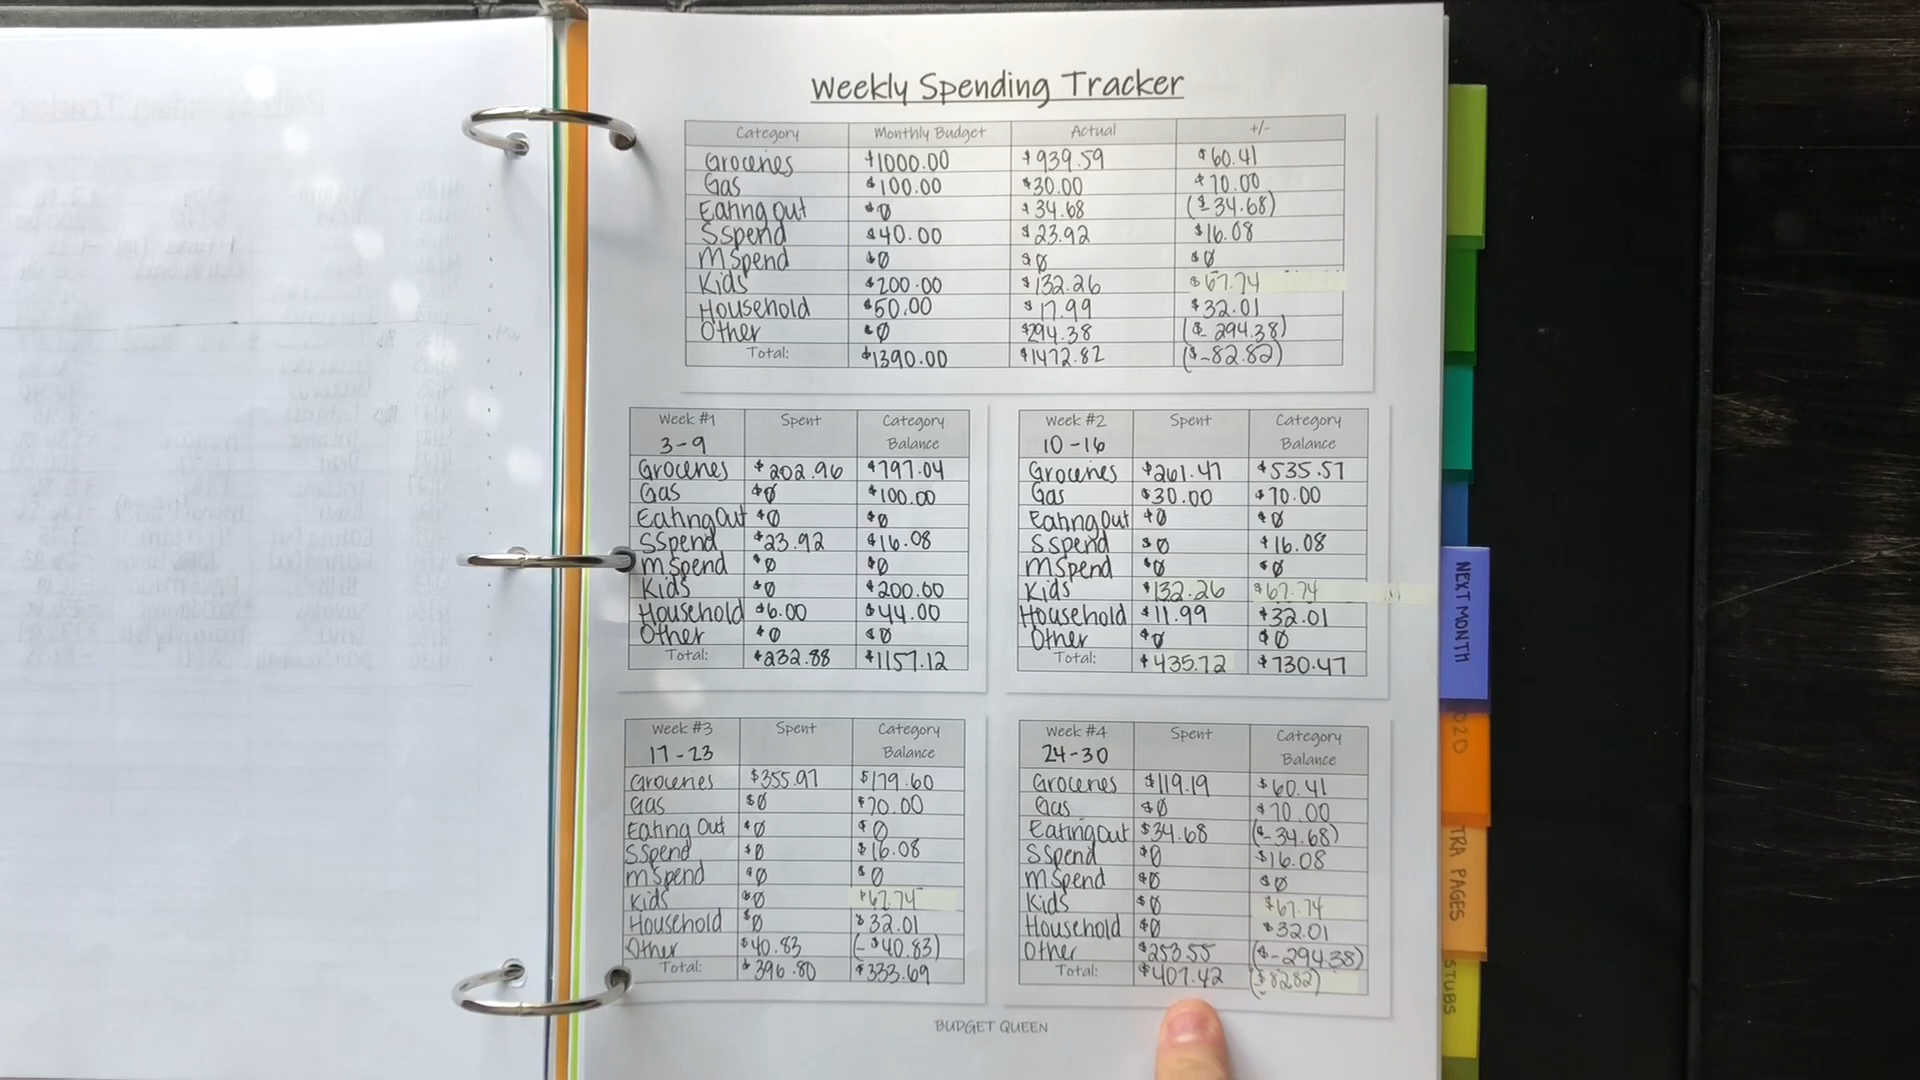 Weekly Spending Tracker
Category Monthly Budget Actual +/-
Groceries $1000.00 $939.59 $60.41
Gas $100.00 $30.00 $70.00
Eating Out $0 $34.68 ($-34.68)
S Spend $40.00 $23.92 $16.08
M Spend $0 $0 $0
Kids $200.00 $132.26 $67.74
Household $50.00 $17.99 $32.01
Other $0 $294.38 ($-294.38)
Total: $1390.00 $1472.82 ($-82.82)
Week #1 Spent Category Balance
3-9
Groceries $202.96 $797.04
Gas $0 $100.00
Eating Out $0 $0
S Spend $23.92 $16.08
M Spend $0 $0
Kids $0 $200.00
Household $6.00 $44.00
Other $0 $0
Total: $232.88 $1157.12
Week #2 Spent Category Balance
10-16
Groceries $261.47 $535.57
Gas $30.00 $70.00
Eating Out $0 $0
S Spend $0 $16.08
M Spend $0 $0
Kids $132.26 $67.74
Household $11.99 $32.01
Other $0 $0
Total: $435.72 $730.47
Week #3 Spent Category Balance
17-23
Groceries $355.97 $179.60
Gas $0 $70.00
Eating Out $0 $0
S Spend $0 $16.08
M Spend $0 $0
Kids $0 $67.74
Household $0 $32.01
Other $40.83 (-$40.83)
Total: $396.80 $333.69
Week #4 Spent Category Balance
24-30
Groceries $119.19 $60.41
Gas $0 $70.00
Eating Out $34.68 ($-34.68)
S Spend $0 $16.08
M Spend $0 $0
Kids $0 $67.74
Household $0 $32.01
Other $253.55 ($-294.38)
Total: $407.42 ($-82.82)
BUDGET QUEEN
NEXT MONTH
020
TRA PAGES
STUBS